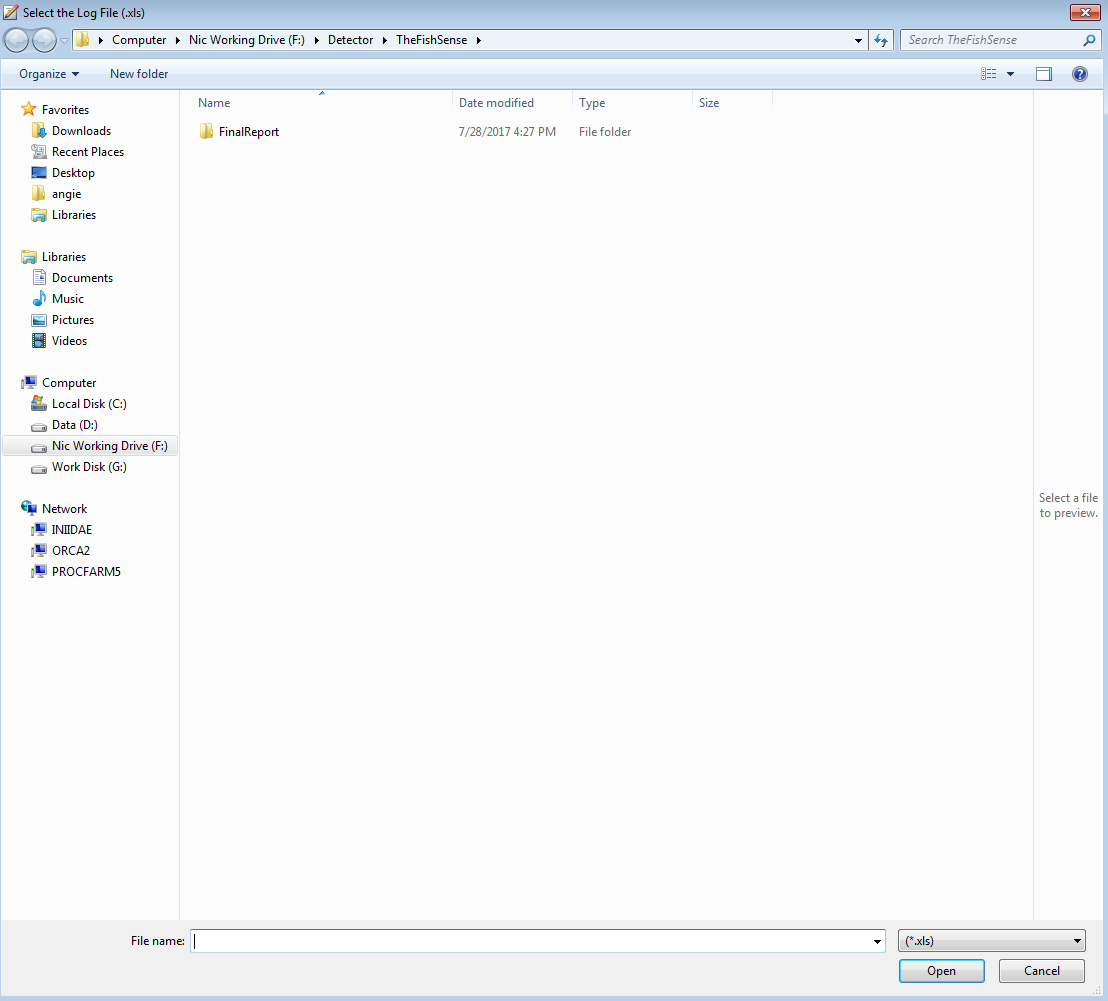 Select the Log File (.xls)
Computer Nic Working Drive (F:) Detector TheFishSense
Search TheFishSense
Organize New folder
Name Date modified Type Size
FinalReport 7/28/2017 4:27 PM File folder
Favorites
Downloads
Recent Places
Desktop
angie
Libraries
Libraries
Documents
Music
Pictures
Videos
Computer
Local Disk (C:)
Data (D:)
Nic Working Drive (F:)
Work Disk (G:)
Network
INIIDAE
ORCA2
PROCFARM5
Select a file
to preview.
File name: (*.xls)
Open Cancel